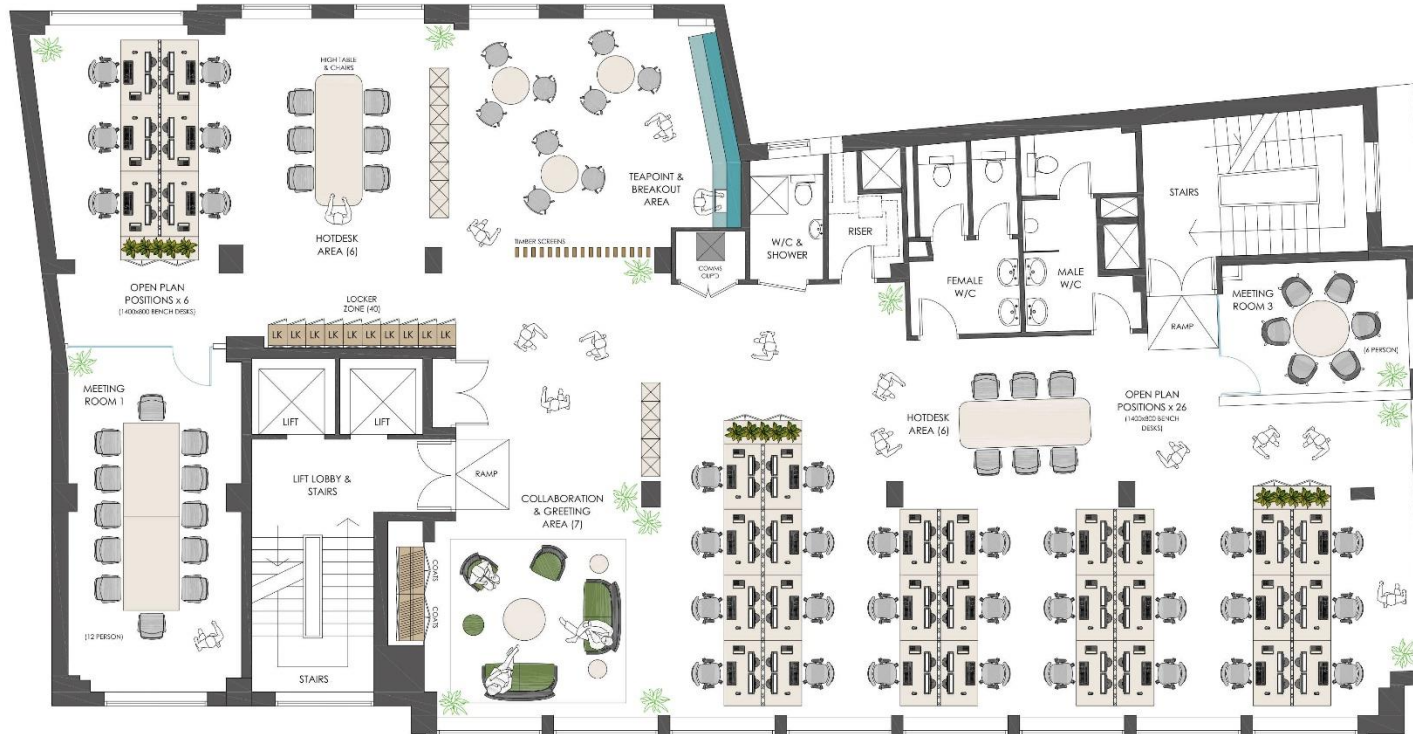 HIGH TABLE
& CHAIRS
HOTDESK
AREA (6)
OPEN PLAN
POSITIONS x 6
(1400x800 BENCH DESKS)
TEAPOINT &
BREAKOUT
AREA
TIMBER SCREENS
COMMS
CUP'D
W/C &
SHOWER
RISER
FEMALE
W/C
MALE
W/C
STAIRS
RAMP
MEETING
ROOM 3
(6 PERSON)
LOCKER
ZONE (40)
LK LK LK LK LK LK LK LK LK LK
MEETING
ROOM 1
(12 PERSON)
LIFT
LIFT
LIFT LOBBY &
STAIRS
STAIRS
RAMP
COATS
COATS
COLLABORATION
& GREETING
AREA (7)
HOTDESK
AREA (6)
OPEN PLAN
POSITIONS x 26
(1400x800 BENCH
DESKS)